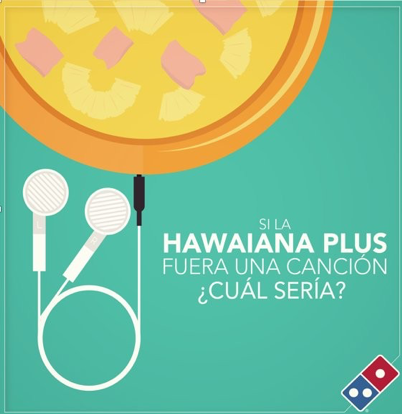 SI LA
HAWAIANA PLUS
FUERA UNA CANCIÓN
¿CUÁL SERÍA?